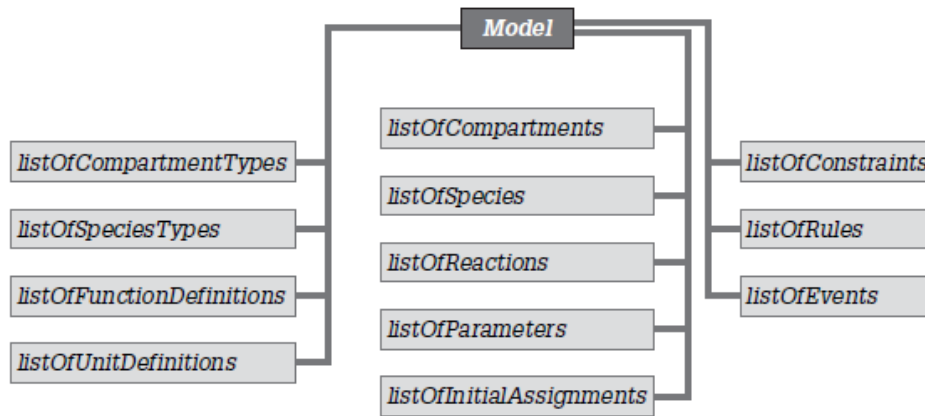 Model
listOfCompartmentTypes
listOfSpeciesTypes
listOfFunctionDefinitions
listOfUnitDefinitions
listOfCompartments
listOfSpecies
listOfReactions
listOfParameters
listOfInitialAssignments
listOfConstraints
listOfRules
listOfEvents